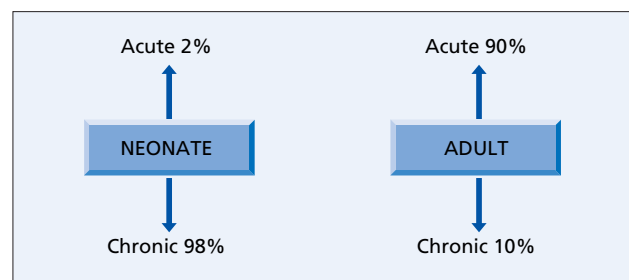 Acute 2%
Acute 90%
NEONATE
ADULT
Chronic 98%
Chronic 10%